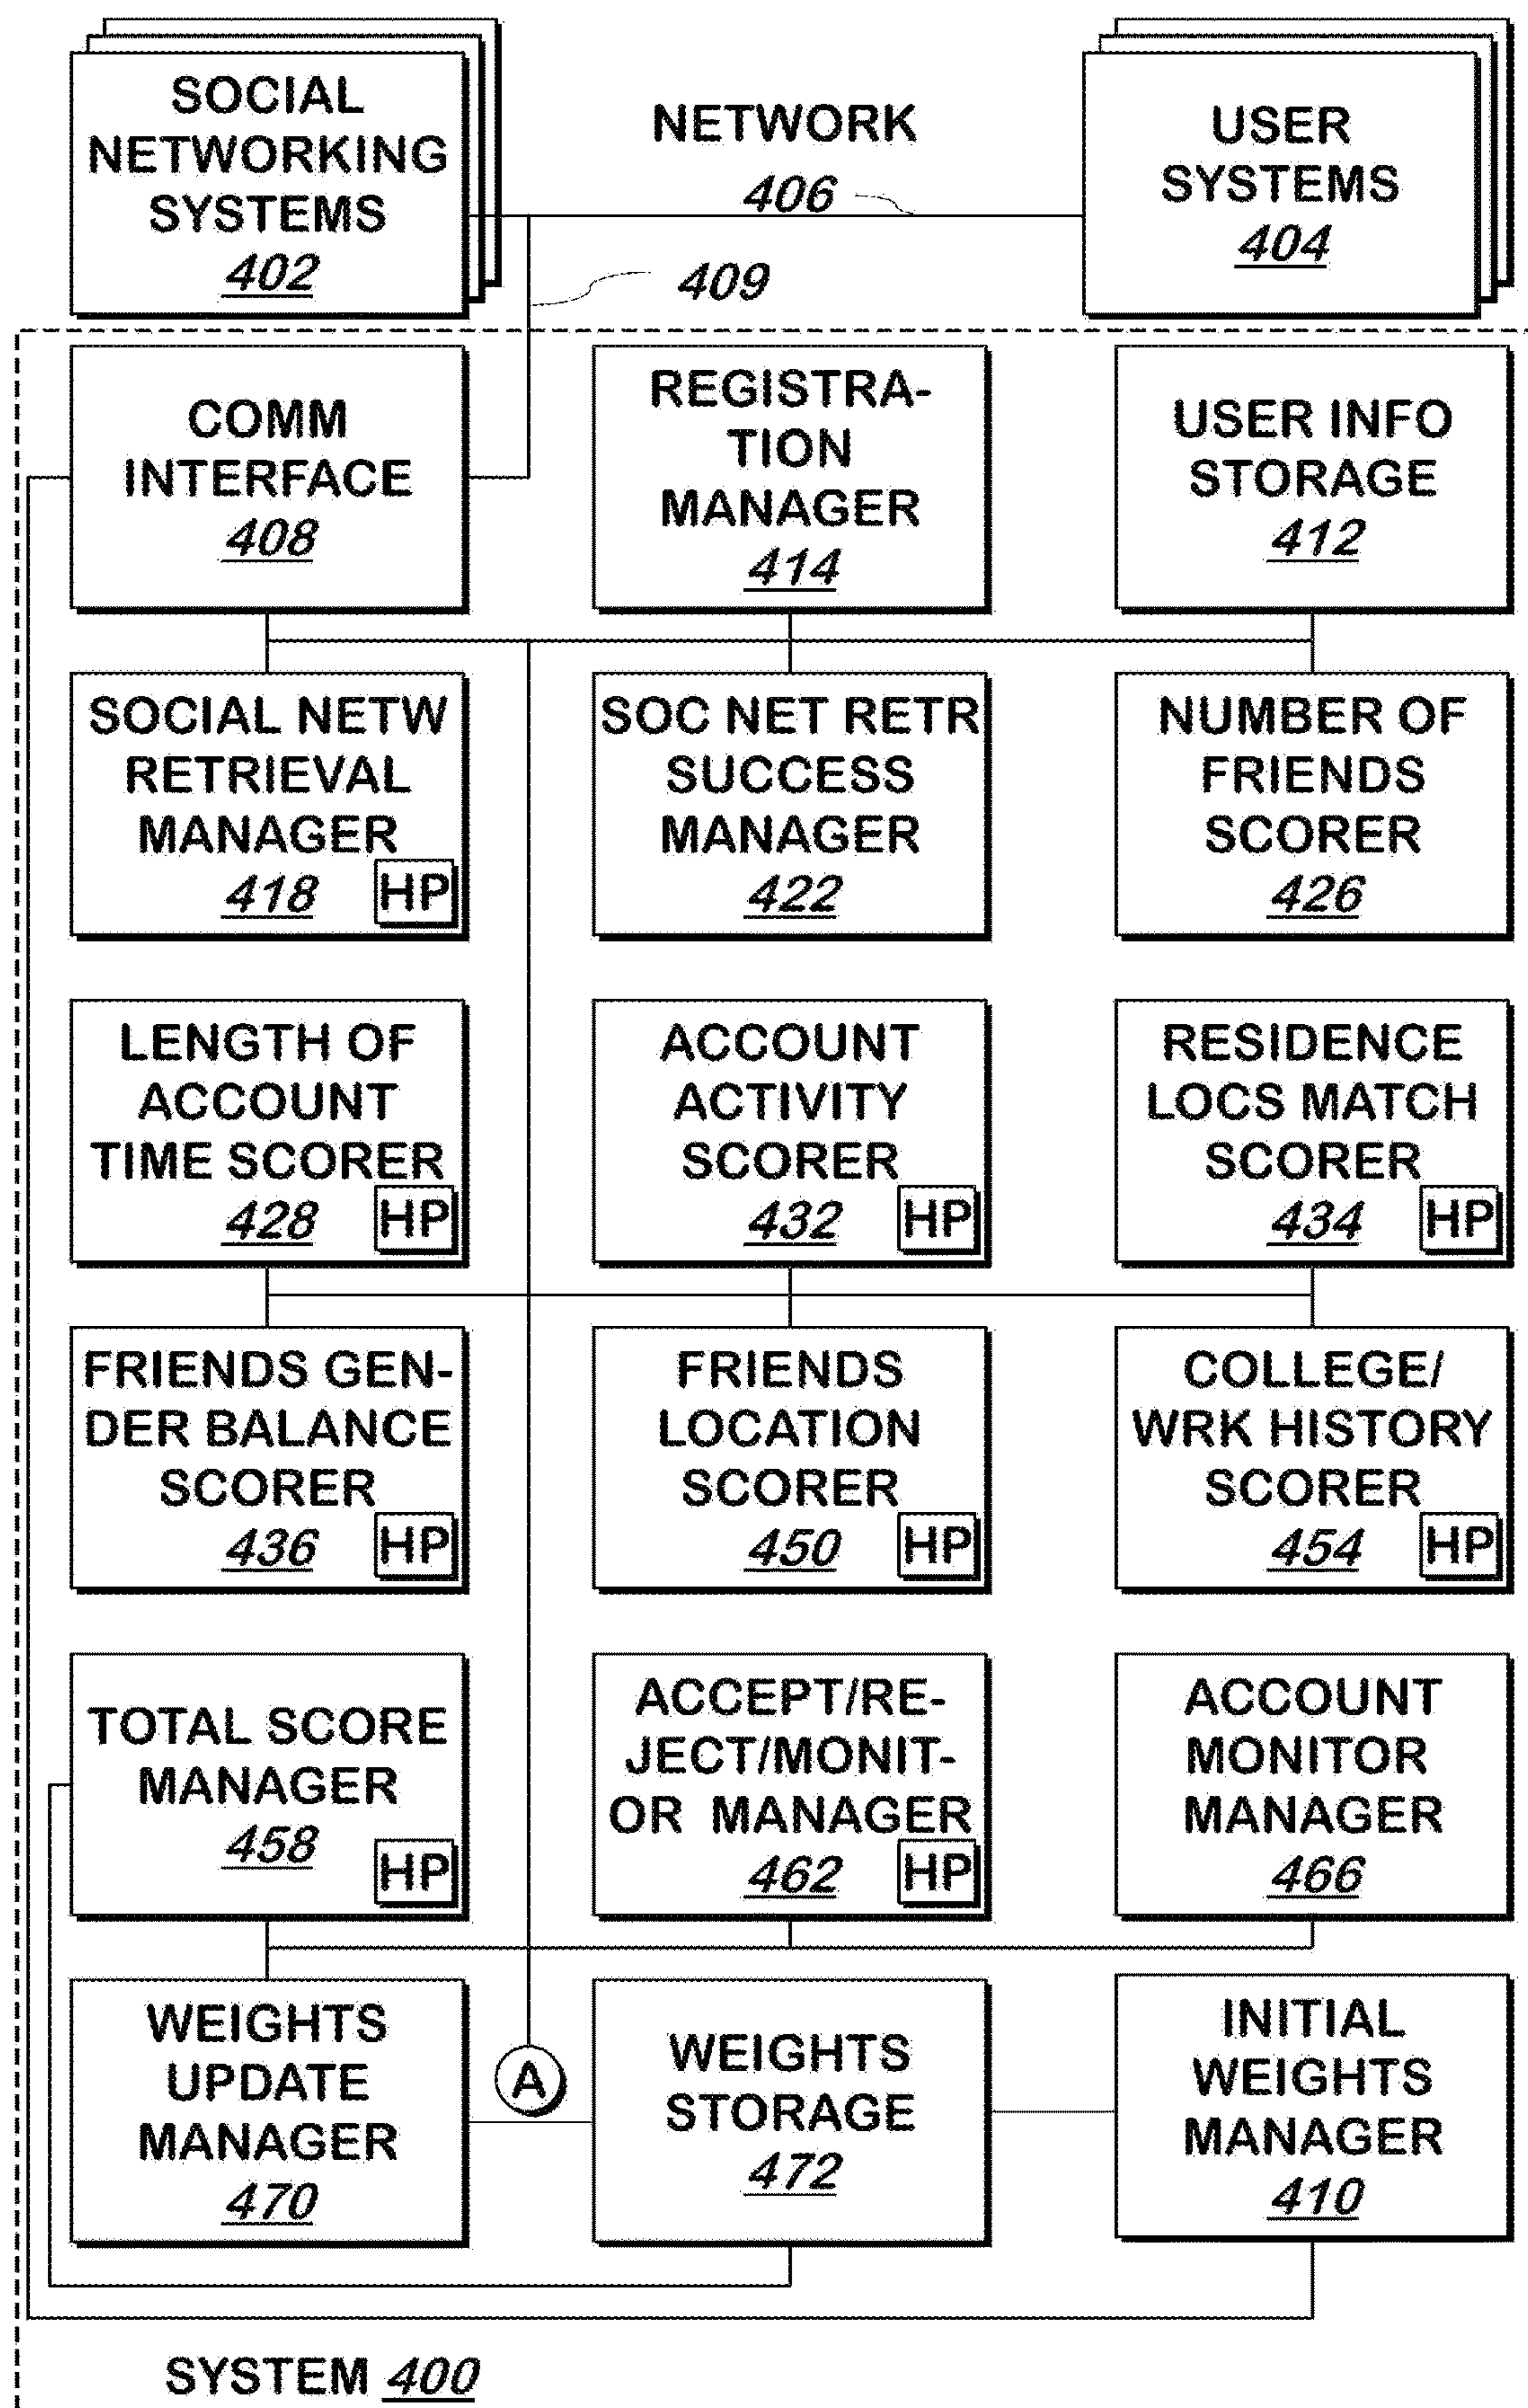 SOCIAL
NETWORKING
SYSTEMS
402
NETWORK
406
USER
SYSTEMS
404
409
COMM
INTERFACE
408
REGISTRA-
TION
MANAGER
414
USER INFO
STORAGE
412
SOCIAL NETW
RETRIEVAL
MANAGER
418
HP
SOC NET RETR
SUCCESS
MANAGER
422
NUMBER OF
FRIENDS
SCORER
426
LENGTH OF
ACCOUNT
TIME SCORER
428
HP
ACCOUNT
ACTIVITY
SCORER
432
HP
RESIDENCE
LOCS MATCH
SCORER
434
HP
FRIENDS GEN-
DER BALANCE
SCORER
436
HP
FRIENDS
LOCATION
SCORER
450
HP
COLLEGE/
WRK HISTORY
SCORER
454
HP
TOTAL SCORE
MANAGER
458
HP
ACCEPT/RE-
JECT/MONIT-
OR MANAGER
462
HP
ACCOUNT
MONITOR
MANAGER
466
WEIGHTS
UPDATE
MANAGER
470
A
WEIGHTS
STORAGE
472
INITIAL
WEIGHTS
MANAGER
410
SYSTEM 400